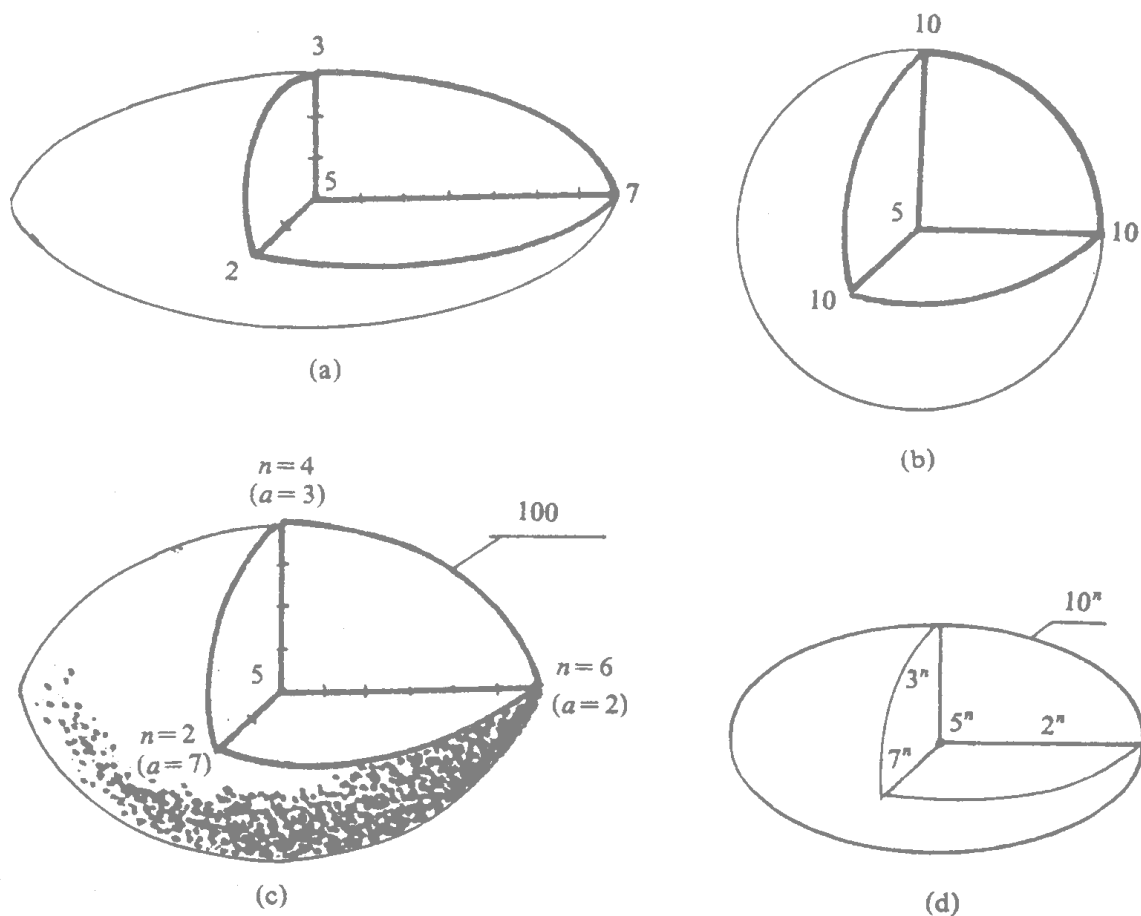 3
5
7
2
(a)
10
5
10
10
(b)
n = 4
(a = 3)
100
5
n = 6
(a = 2)
n = 2
(a = 7)
(c)
10ⁿ
3ⁿ
5ⁿ
2ⁿ
7ⁿ
(d)